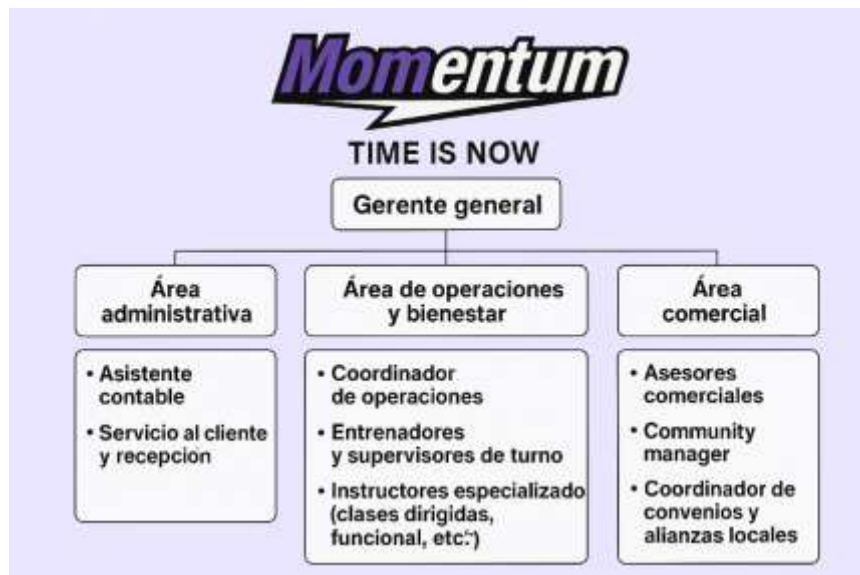 Momentum
TIME IS NOW
Gerente general
Área
administrativa
• Asistente
contable
• Servicio al cliente
y recepción
Área de operaciones
y bienestar
• Coordinador
de operaciones
• Entrenadores
y supervisores de turno
• Instructores especializado
(clases dirigidas,
funcional, etc.")
Área
comercial
• Asesores
comerciales
• Community
manager
• Coordinador de
convenios y
alianzas locales